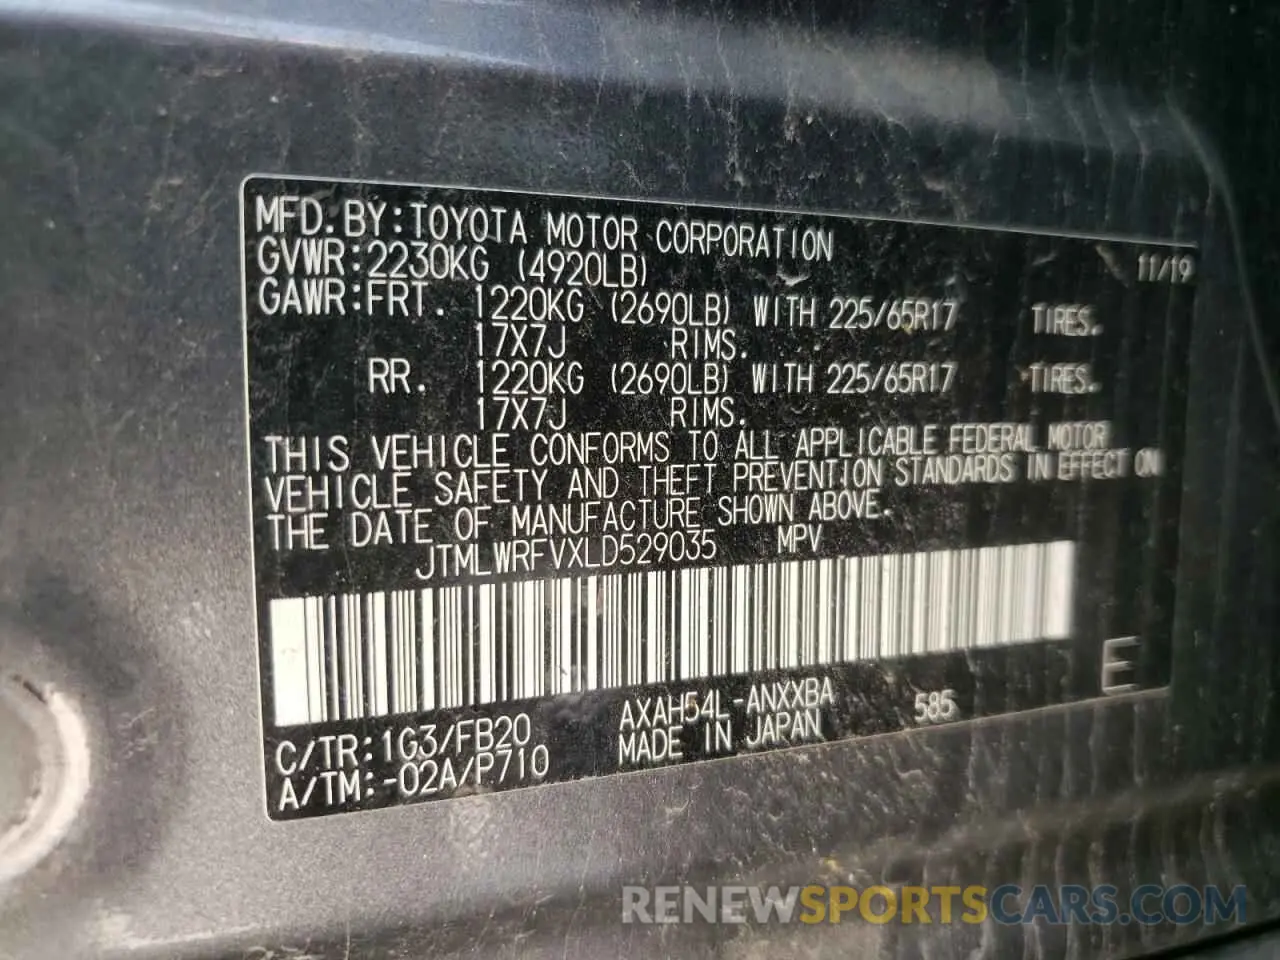 MFD.BY:TOYOTA MOTOR CORPORATION 11/19
GVWR:2230KG (4920LB)
GAWR:FRT. 1220KG (2690LB) WITH 225/65R17 TIRES.
17X7J RIMS.
RR. 1220KG (2690LB) WITH 225/65R17 TIRES.
17X7J RIMS.
THIS VEHICLE CONFORMS TO ALL APPLICABLE FEDERAL MOTOR
VEHICLE SAFETY AND THEFT PREVENTION STANDARDS IN EFFECT ON
THE DATE OF MANUFACTURE SHOWN ABOVE.
JTMLWRFVXLD529035 MPV
E
C/TR:1G3/FB20 AXAH54L-ANXXBA 585
A/TM:-02A/P710 MADE IN JAPAN
RENEWSPORTSCARS.COM